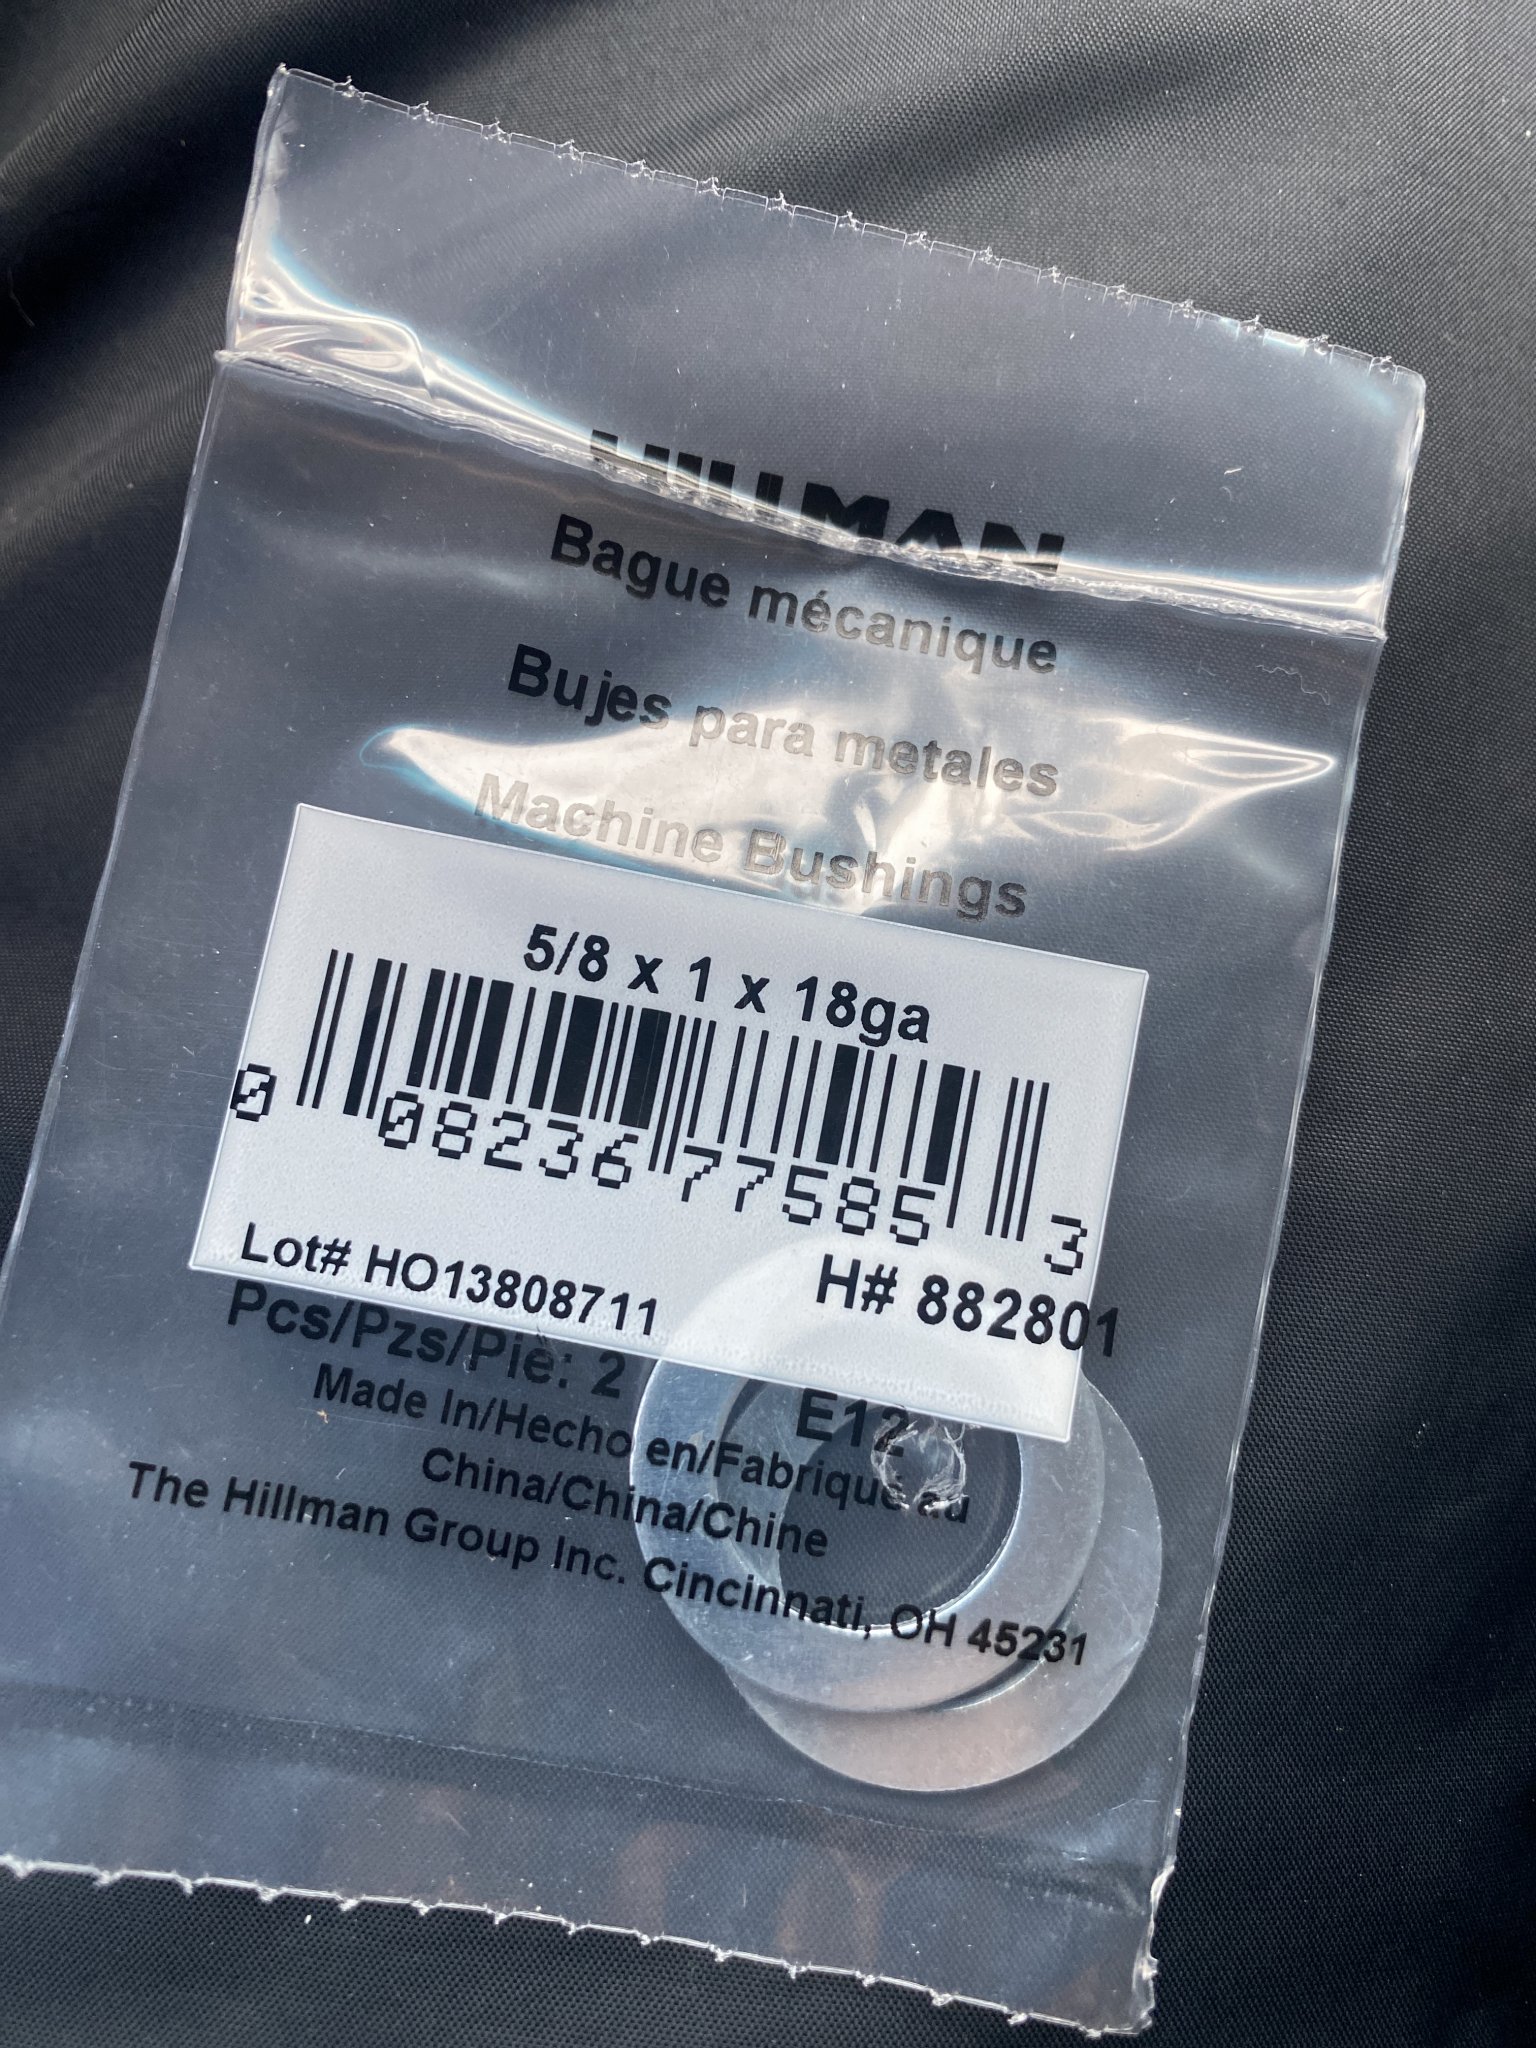 HILLMAN
Bague mécanique
Bujes para metales
Machine Bushings
5/8 x 1 x 18ga
0 08236 77585 3
Lot# HO13808711
H# 882801
Pcs/Pzs/Pie: 2
E12
Made In/Hecho en/Fabriqué au
China/China/Chine
The Hillman Group Inc. Cincinnati, OH 45231